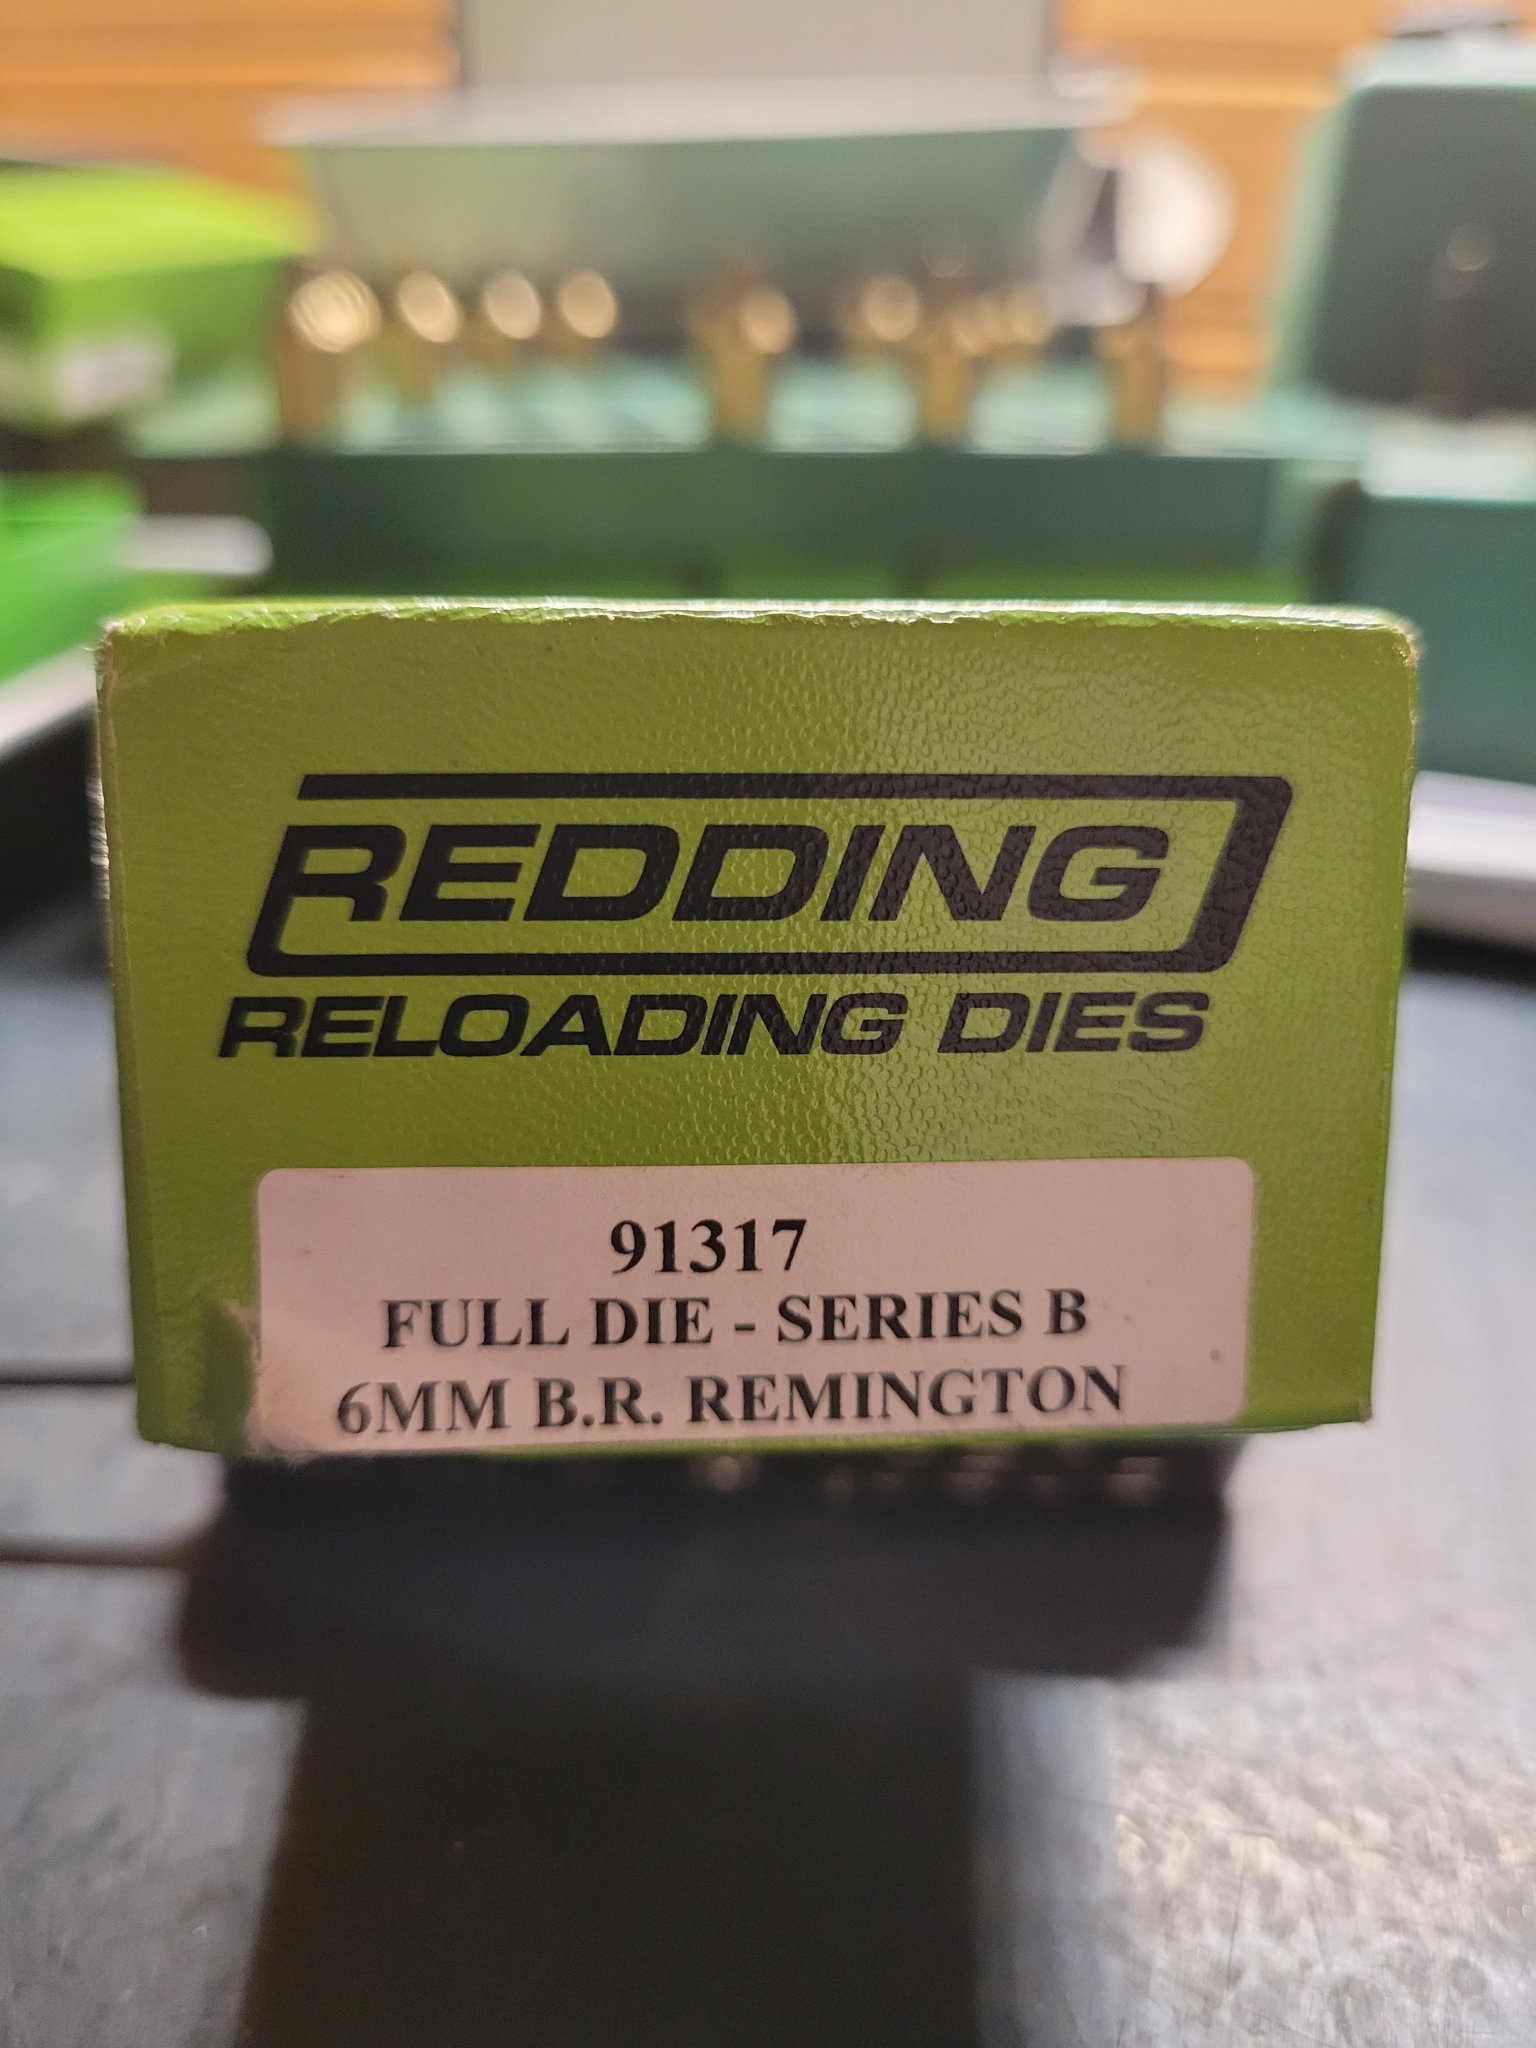 REDDING
RELOADING DIES
91317
FULL DIE - SERIES B
6MM B.R. REMINGTON